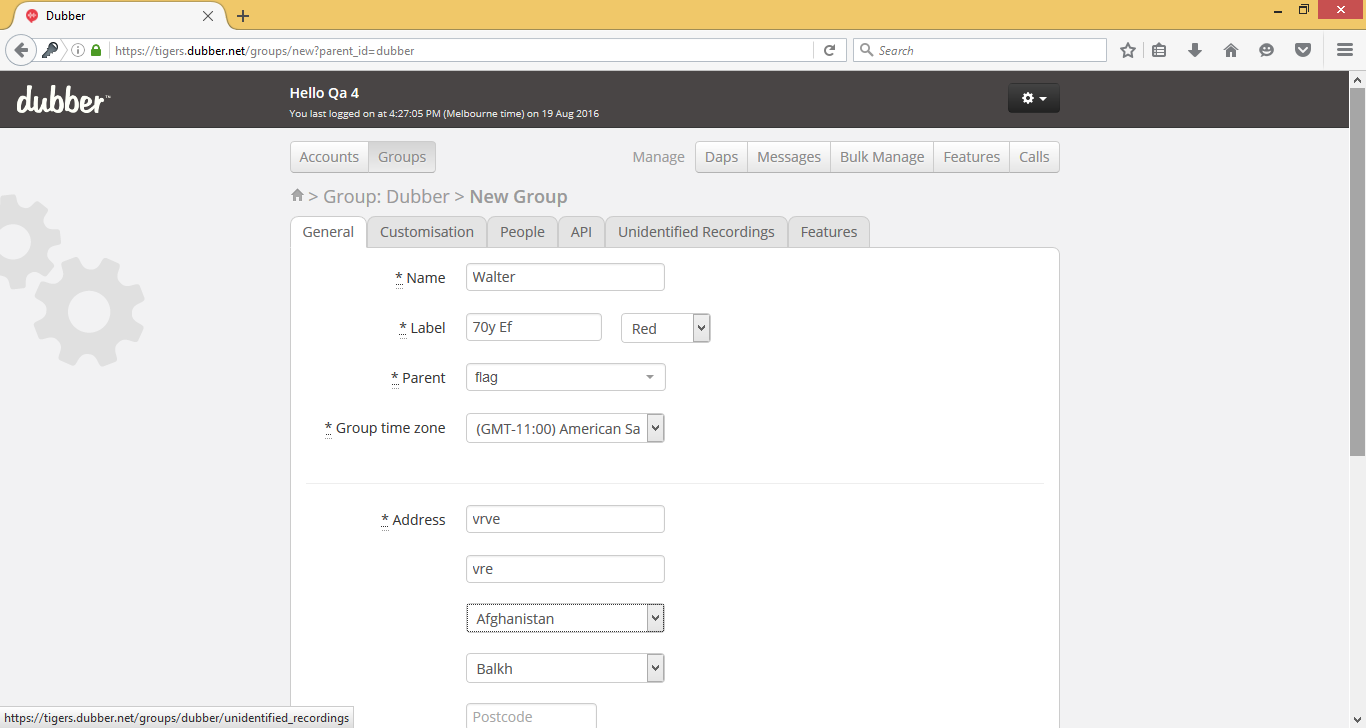 Dubber
https://tigers.dubber.net/groups/new?parent_id=dubber
Search
dubber™
Hello Qa 4
You last logged on at 4:27:05 PM (Melbourne time) on 19 Aug 2016
Accounts Groups Manage Daps Messages Bulk Manage Features Calls
> Group: Dubber > New Group
General Customisation People API Unidentified Recordings Features
* Name Walter
* Label 70y Ef Red
* Parent flag
* Group time zone (GMT-11:00) American Sa
* Address vrve
vre
Afghanistan
Balkh
Postcode
https://tigers.dubber.net/groups/dubber/unidentified_recordings